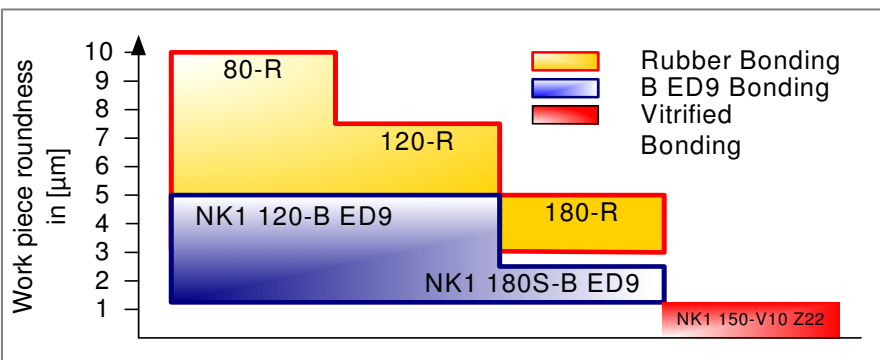 Work piece roundness
in [µm]
10
9
8
7
6
5
4
3
2
1
80-R
120-R
180-R
NK1 120-B ED9
NK1 180S-B ED9
NK1 150-V10 Z22
Rubber Bonding
B ED9 Bonding
Vitrified
Bonding